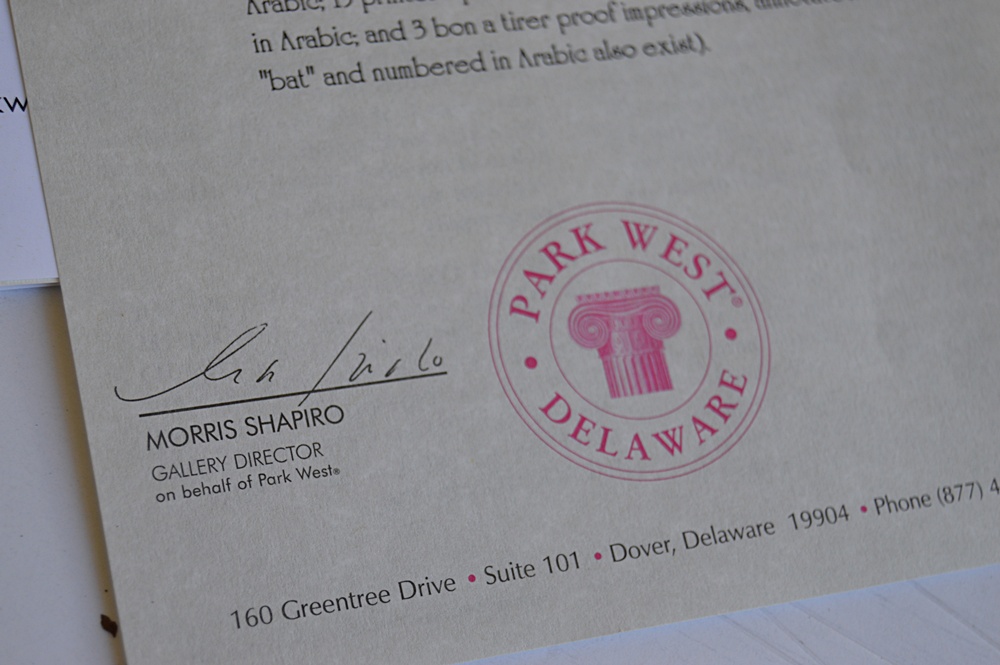 in Arabic; and 3 bon a tirer proof impressions,
"bat" and numbered in Arabic also exist).
PARK WEST®
• DELAWARE •
MORRIS SHAPIRO
GALLERY DIRECTOR
on behalf of Park West®
160 Greentree Drive • Suite 101 • Dover, Delaware 19904 • Phone (877) 4